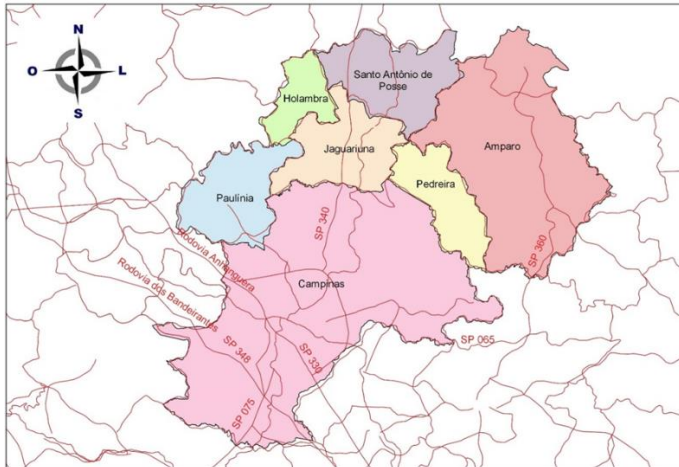 N
O
L
S
Santo Antônio de
Posse
Holambra
Jaguariuna
Amparo
Pedreira
Paulínia
SP 340
SP 360
Rodovia Anhanguera
Rodovia dos Bandeirantes
Campinas
SP 065
SP 348
SP 330
SP 075